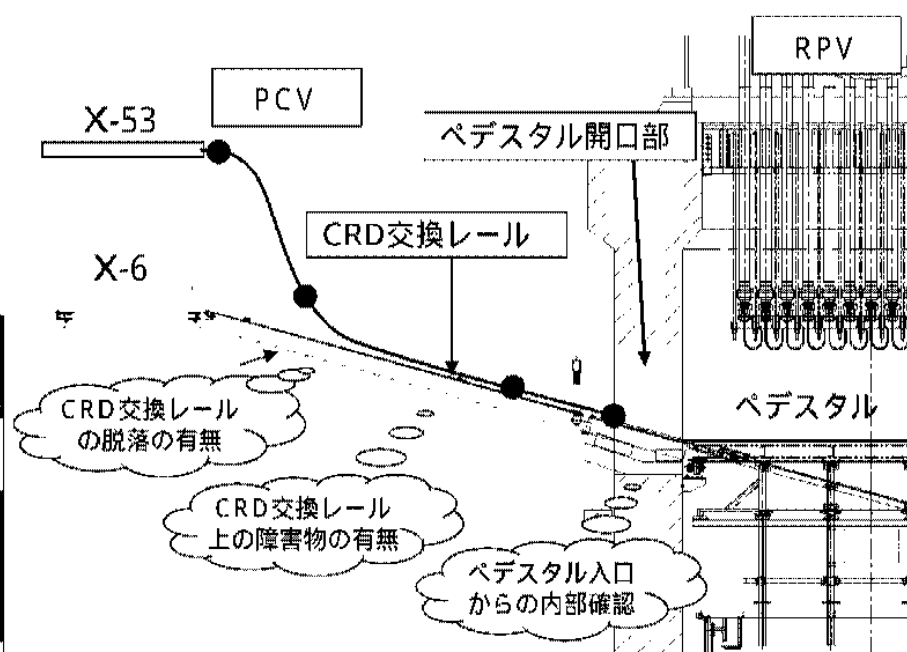 RPV
PCV
X-53
ペデスタル開口部
CRD交換レール
X-6
ペデスタル
CRD交換レール
の脱落の有無
CRD交換レール
上の障害物の有無
ペデスタル入口
からの内部確認